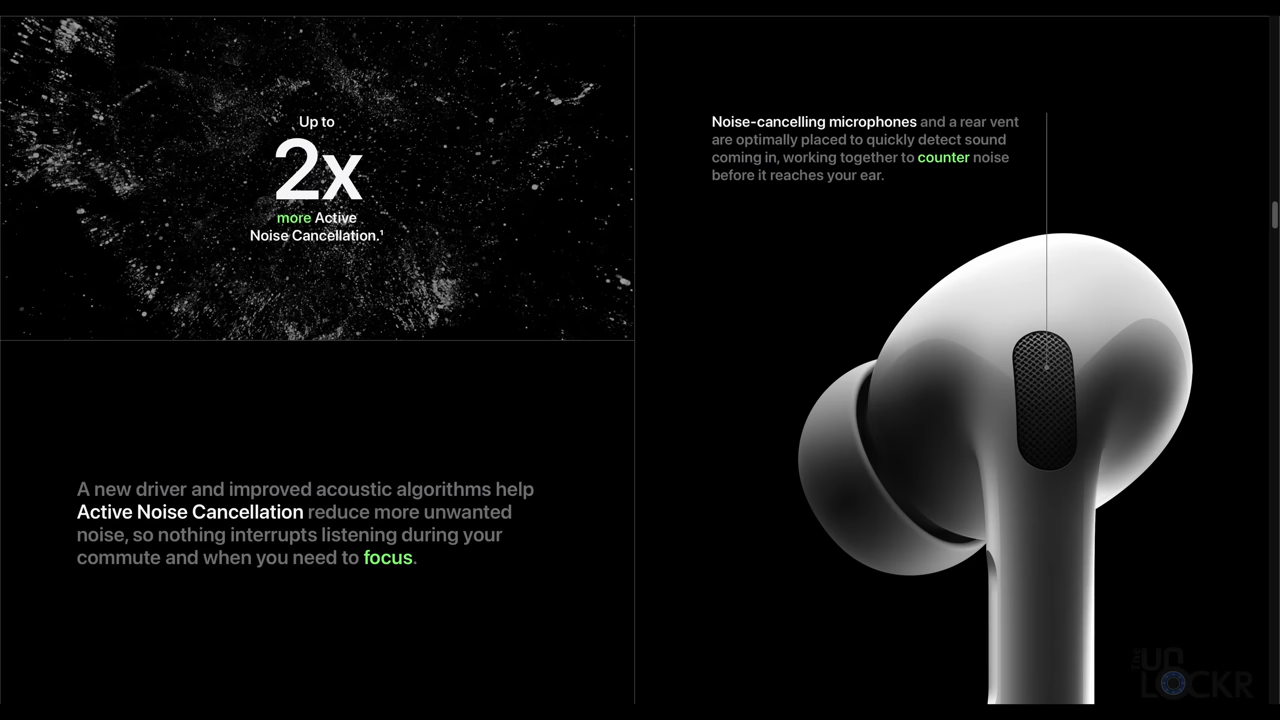 Up to
2x
more Active
Noise Cancellation.¹
A new driver and improved acoustic algorithms help
Active Noise Cancellation reduce more unwanted
noise, so nothing interrupts listening during your
commute and when you need to focus.
Noise-cancelling microphones and a rear vent
are optimally placed to quickly detect sound
coming in, working together to counter noise
before it reaches your ear.
the
UN
LOCKR